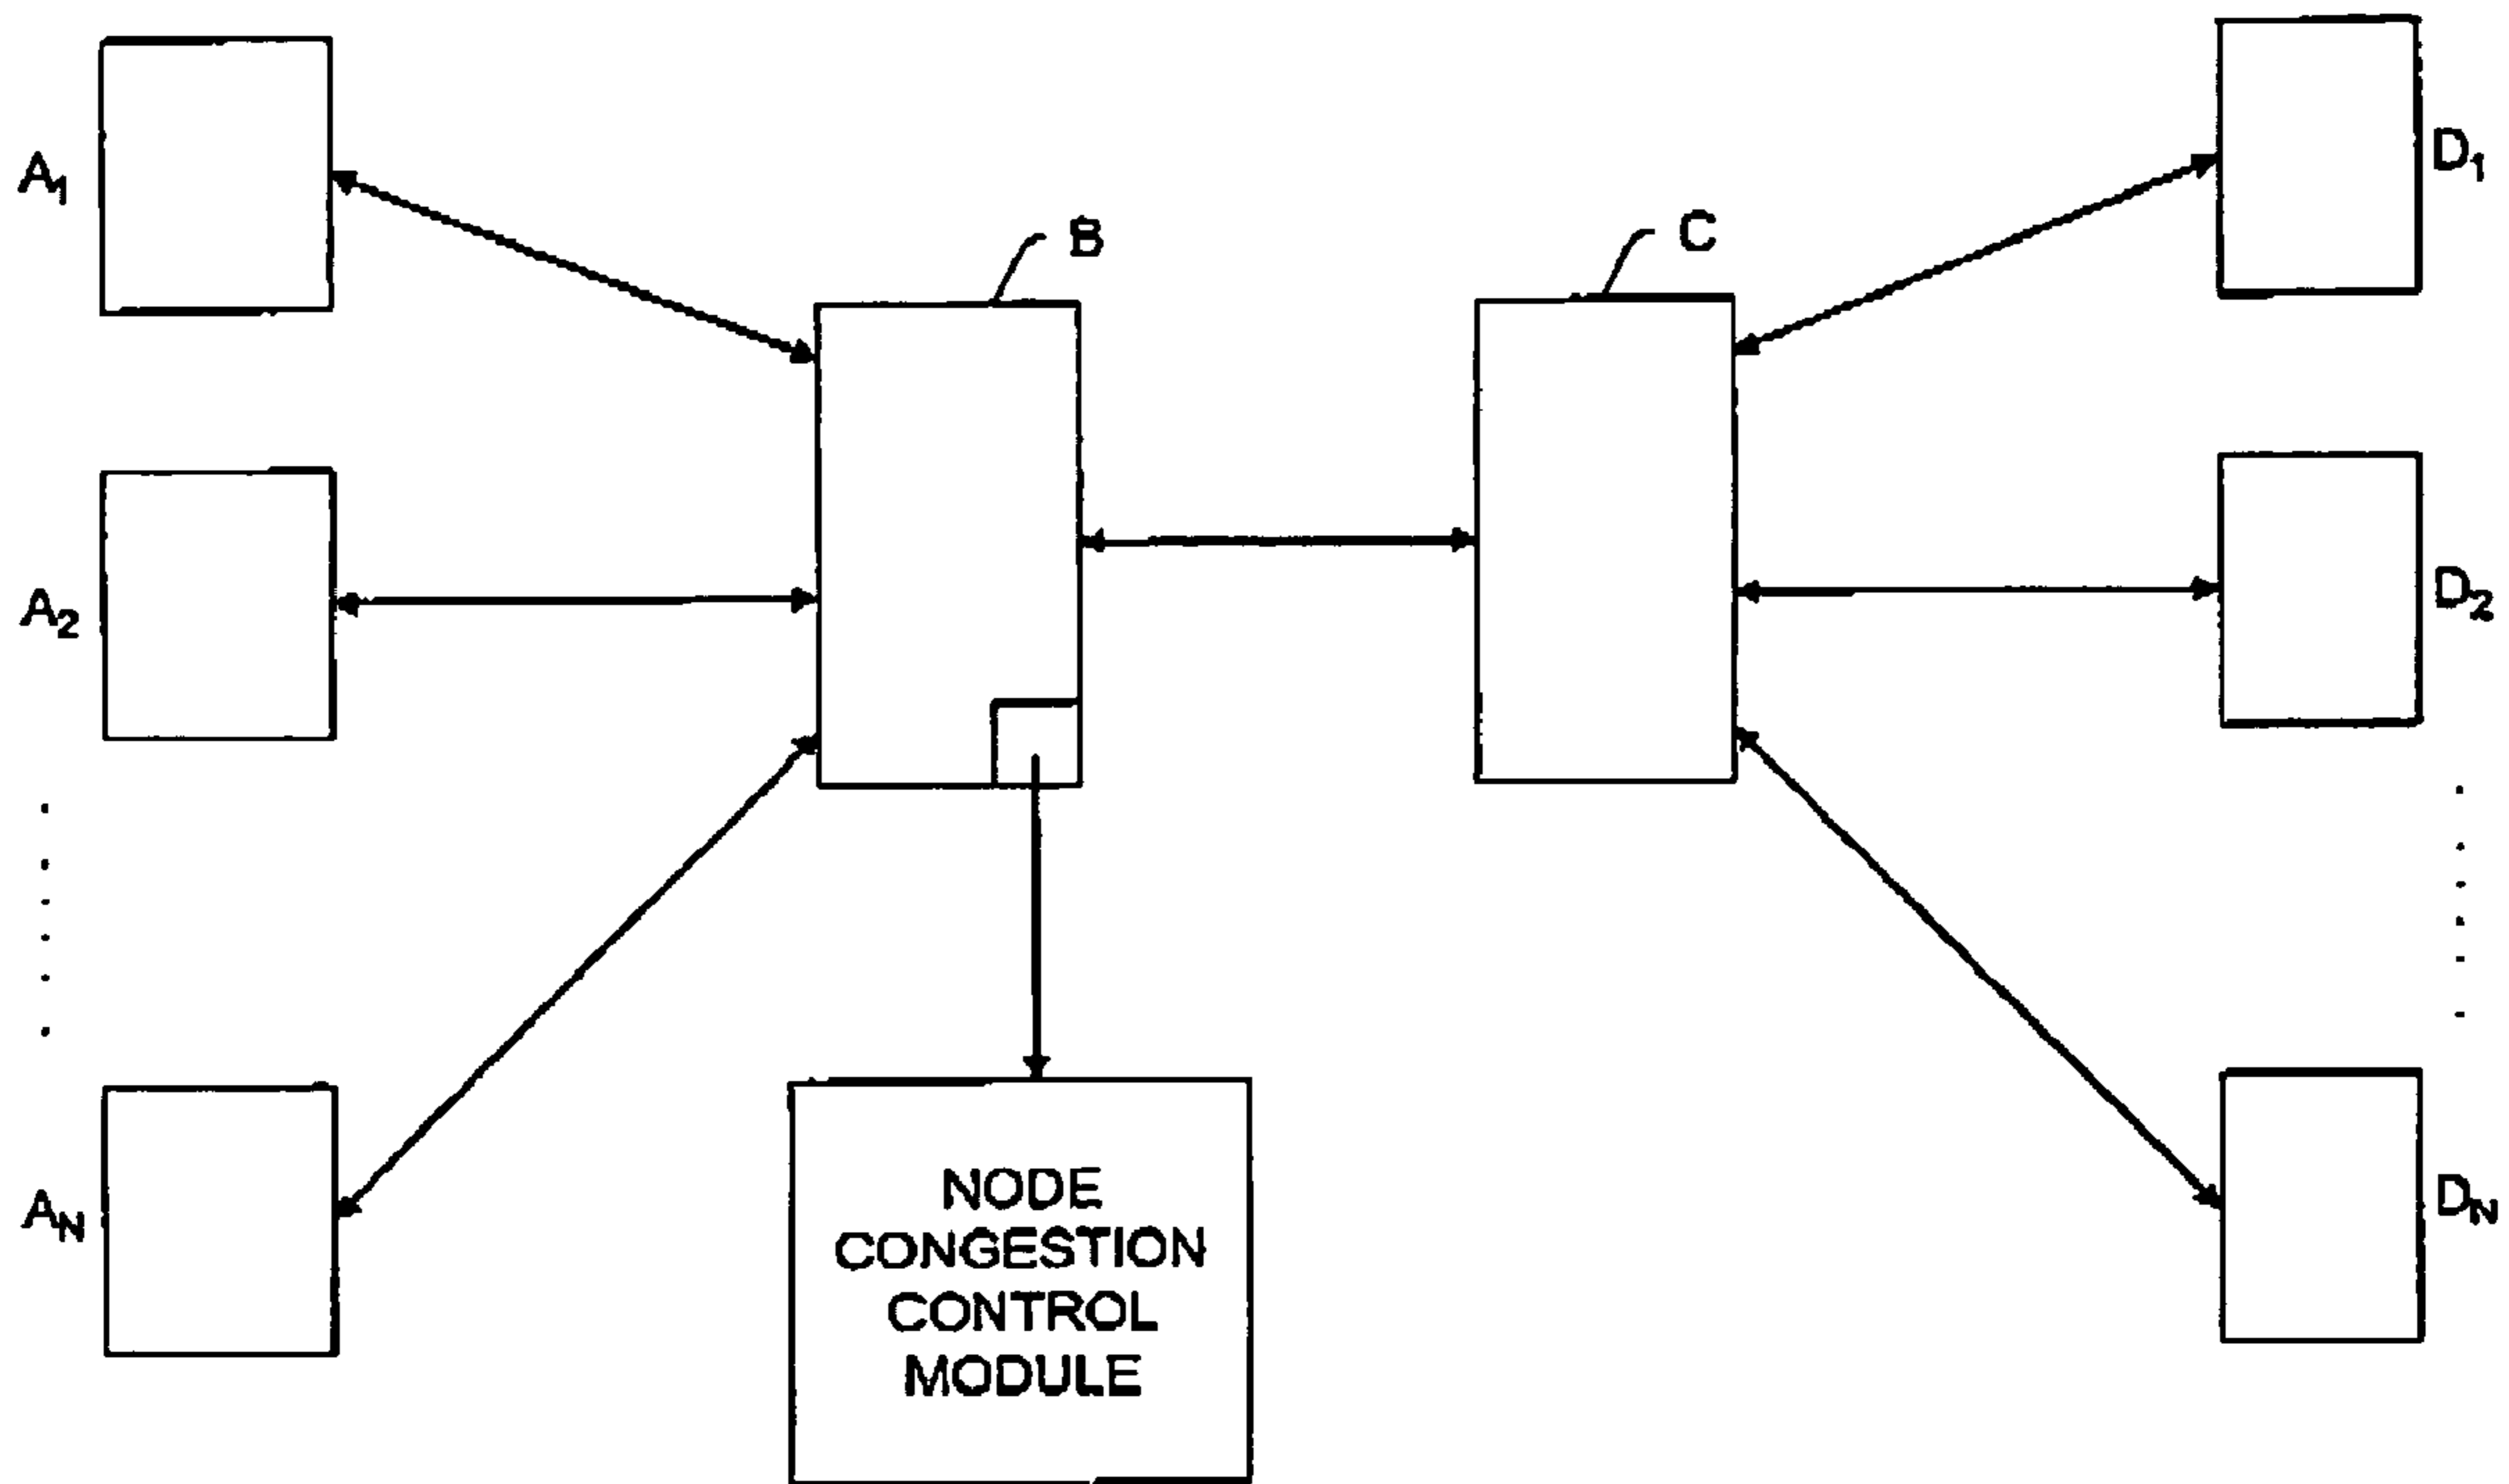 A1
D1
B
C
A2
D2
AN
DN
NODE
CONGESTION
CONTROL
MODULE